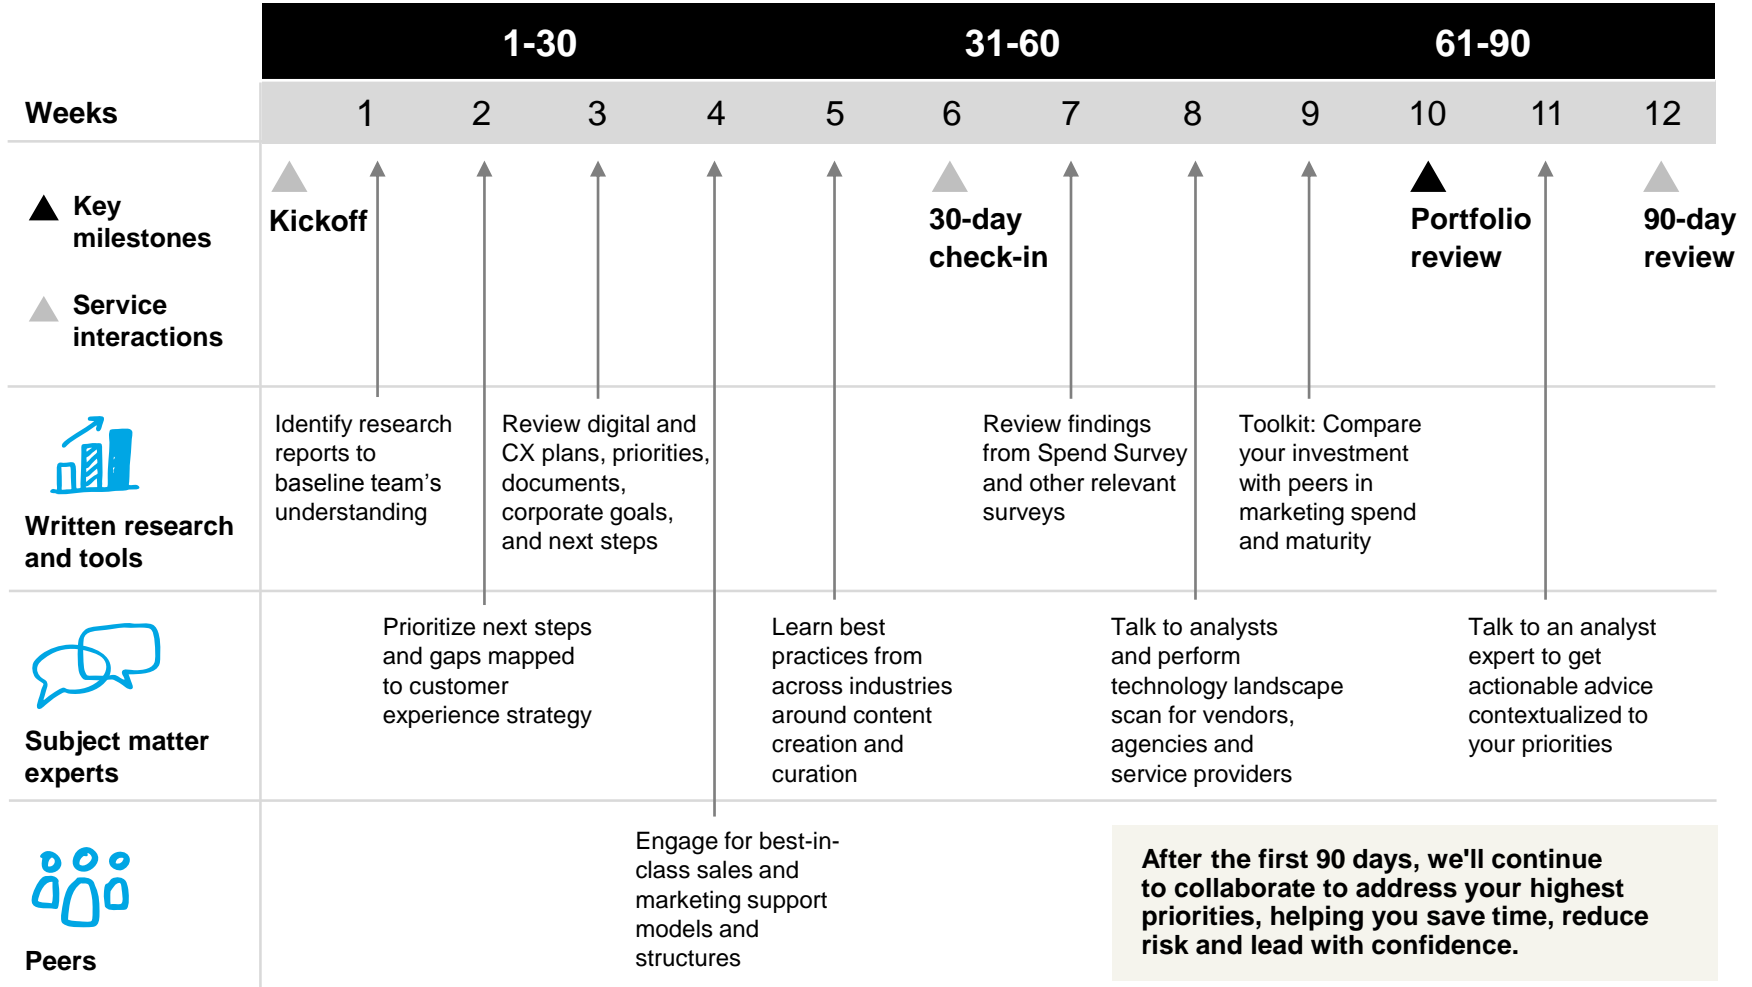 1-30 31-60 61-90
Weeks 1 2 3 4 5 6 7 8 9 10 11 12
Key
milestones
Service
interactions
Kickoff
30-day
check-in
Portfolio
review
90-day
review
Written research
and tools
Identify research
reports to
baseline team’s
understanding
Review digital and
CX plans, priorities,
documents,
corporate goals,
and next steps
Review findings
from Spend Survey
and other relevant
surveys
Toolkit: Compare
your investment
with peers in
marketing spend
and maturity
Subject matter
experts
Prioritize next steps
and gaps mapped
to customer
experience strategy
Learn best
practices from
across industries
around content
creation and
curation
Talk to analysts
and perform
technology landscape
scan for vendors,
agencies and
service providers
Talk to an analyst
expert to get
actionable advice
contextualized to
your priorities
Peers
Engage for best-in-
class sales and
marketing support
models and
structures
After the first 90 days, we'll continue
to collaborate to address your highest
priorities, helping you save time, reduce
risk and lead with confidence.